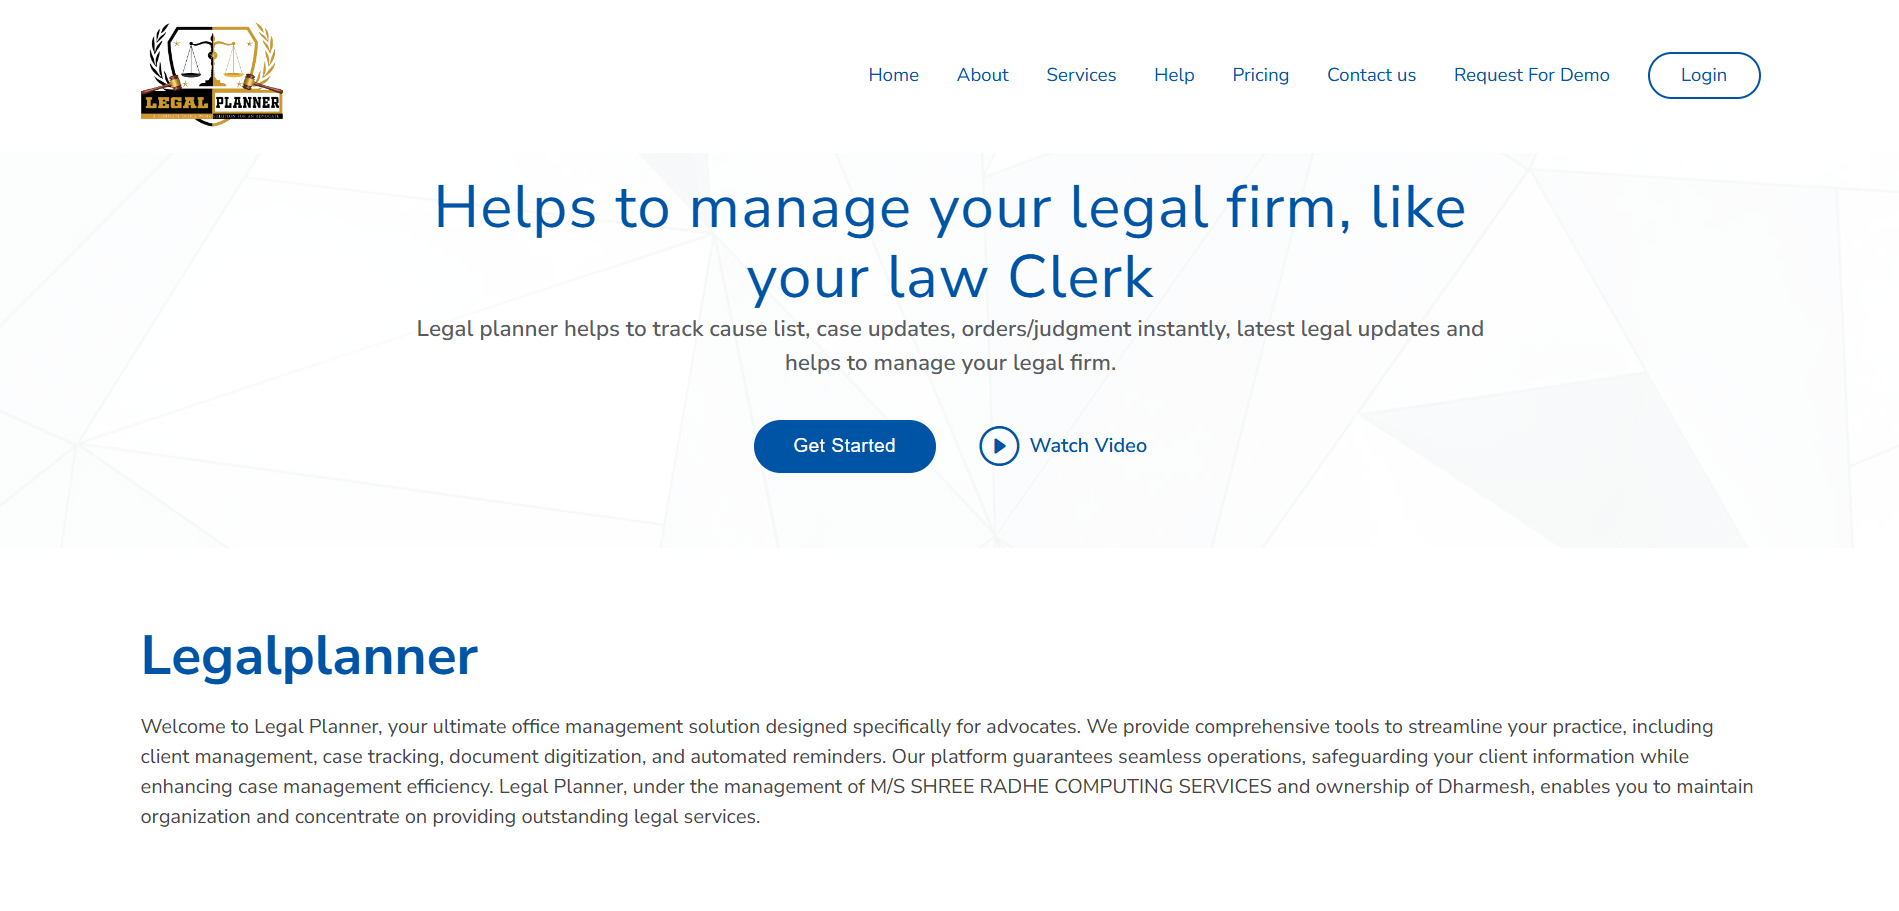 LEGAL PLANNER
Home About Services Help Pricing Contact us Request For Demo Login
Helps to manage your legal firm, like
your law Clerk
Legal planner helps to track cause list, case updates, orders/judgment instantly, latest legal updates and
helps to manage your legal firm.
Get Started Watch Video
Legalplanner
Welcome to Legal Planner, your ultimate office management solution designed specifically for advocates. We provide comprehensive tools to streamline your practice, including
client management, case tracking, document digitization, and automated reminders. Our platform guarantees seamless operations, safeguarding your client information while
enhancing case management efficiency. Legal Planner, under the management of M/S SHREE RADHE COMPUTING SERVICES and ownership of Dharmesh, enables you to maintain
organization and concentrate on providing outstanding legal services.